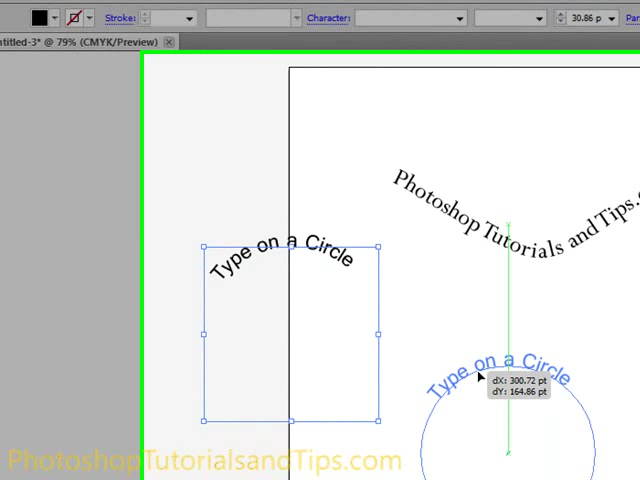 Stroke: Character: 30.86 p Par
ntitled-3* @ 79% (CMYK/Preview) x
Photoshop Tutorials and Tips.
Type on a Circle
Type on a Circle
dX: 300.72 pt
dY: 164.86 pt
PhotoshopTutorialsandTips.com